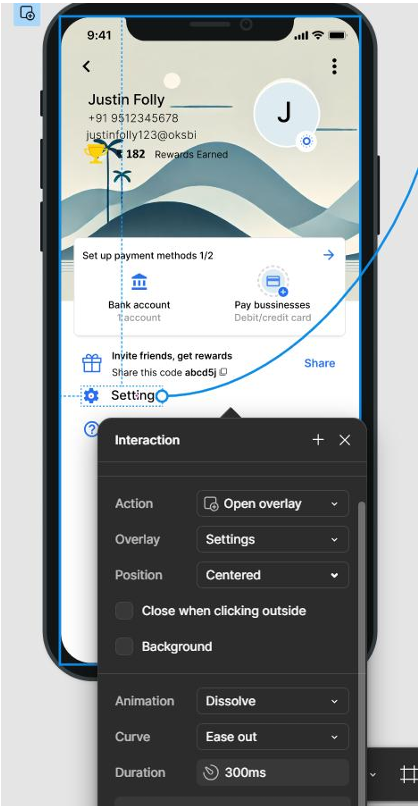 9:41
Justin Folly
+91 9512345678
justinfolly123@oksbi
182 Rewards Earned
J
Set up payment methods 1/2
Bank account
1 account
Pay bussinesses
Debit/credit card
Invite friends, get rewards
Share this code abcd5j
Share
Setting
Interaction
Action
Open overlay
Overlay
Settings
Position
Centered
Close when clicking outside
Background
Animation
Dissolve
Curve
Ease out
Duration
300ms